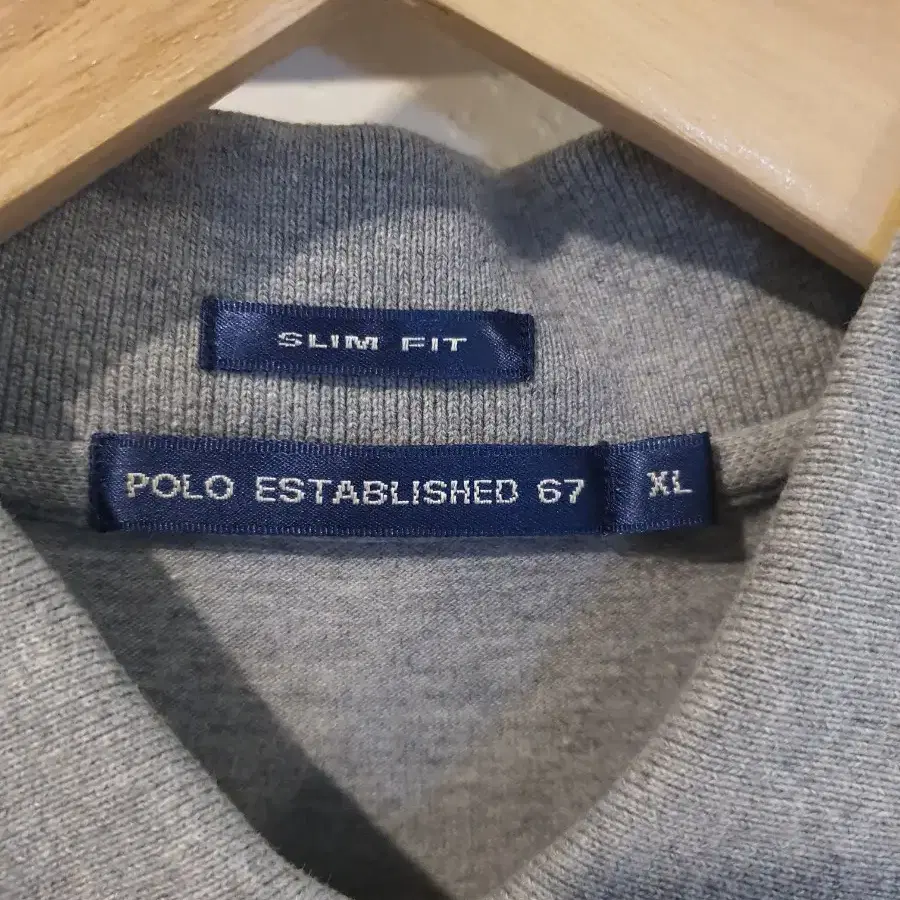 SLIM FIT
POLO ESTABLISHED 67 XL